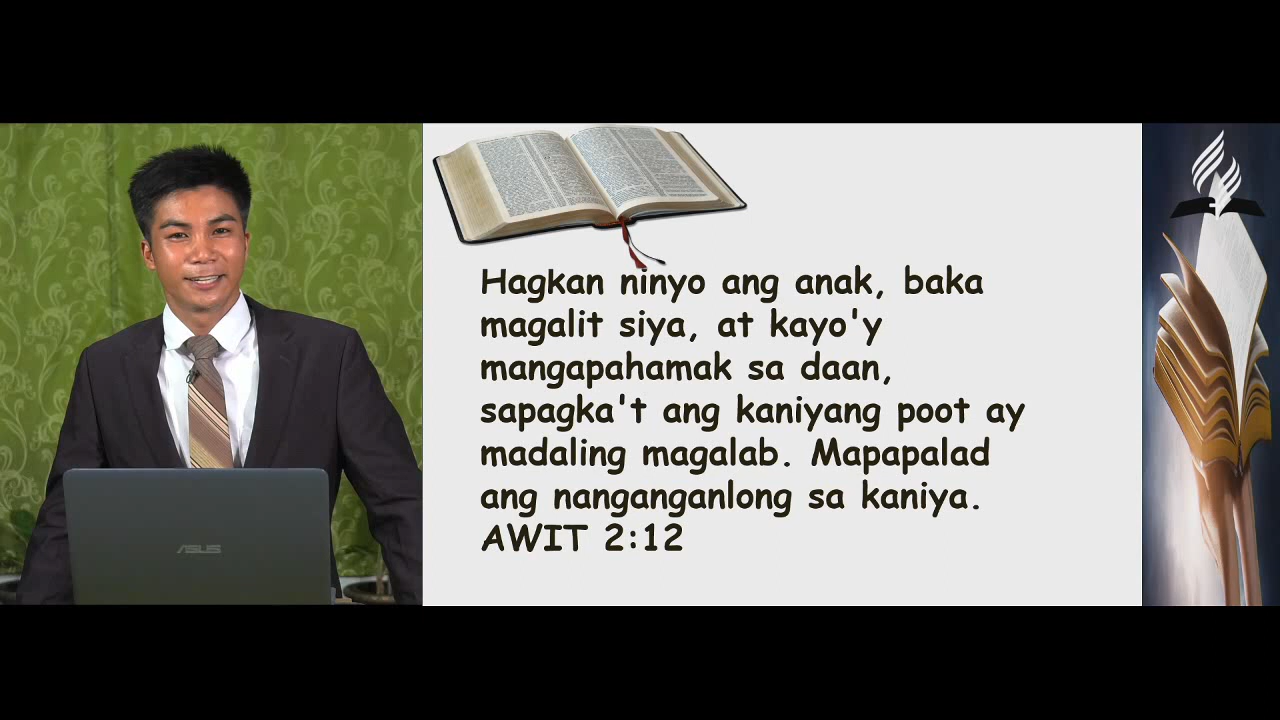 Hagkan ninyo ang anak, baka
magalit siya, at kayo'y
mangapahamak sa daan,
sapagka't ang kaniyang poot ay
madaling magalab. Mapapalad
ang nanganganlong sa kaniya.
AWIT 2:12
ASUS